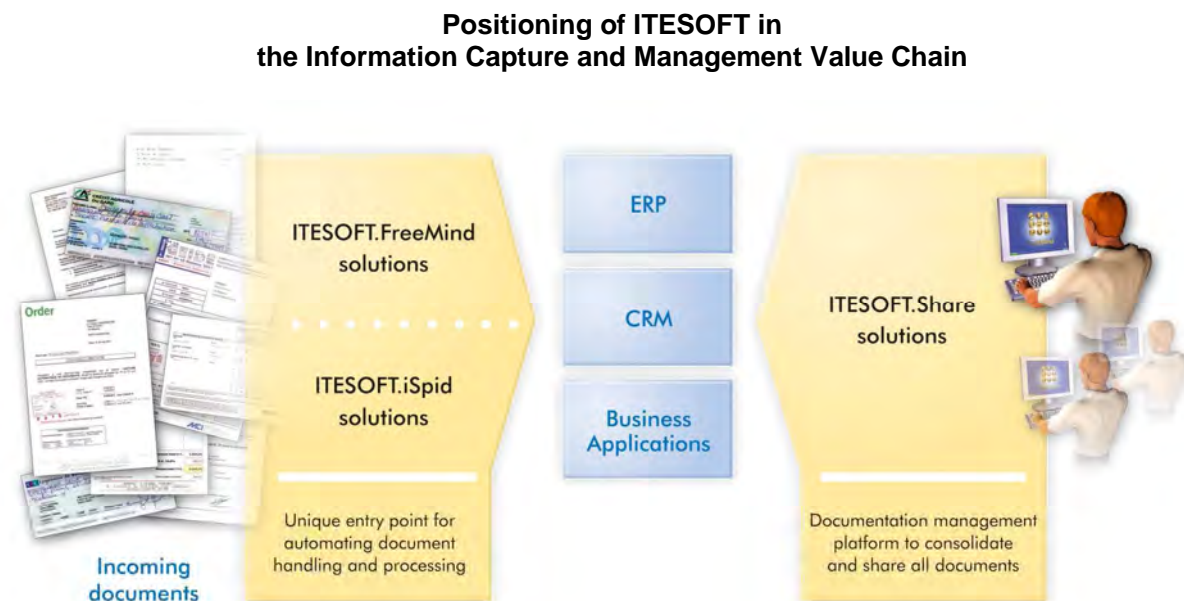 Positioning of ITESOFT in
the Information Capture and Management Value Chain
Order
Incoming
documents
ITESOFT.FreeMind
solutions
ITESOFT.iSpid
solutions
Unique entry point for
automating document
handling and processing
ERP
CRM
Business
Applications
ITESOFT.Share
solutions
Documentation management
platform to consolidate
and share all documents